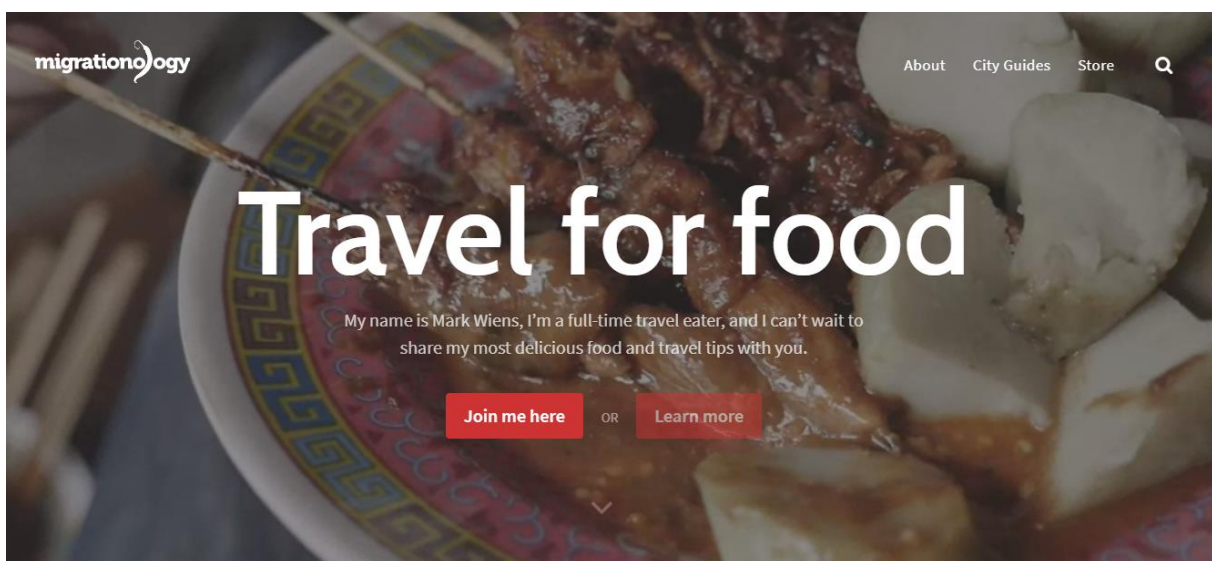 migrationology
About City Guides Store
Travel for food
My name is Mark Wiens, I'm a full-time travel eater, and I can't wait to
share my most delicious food and travel tips with you.
Join me here OR Learn more